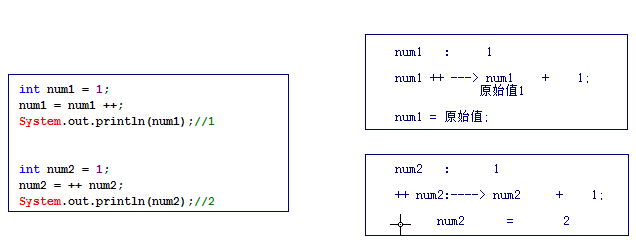 int num1 = 1;
num1 = num1 ++;
System.out.println(num1);//1
int num2 = 1;
num2 = ++ num2;
System.out.println(num2);//2
num1 : 1
num1 ++ ---> num1 + 1;
原始值1
num1 = 原始值;
num2 : 1
++ num2:----> num2 + 1;
num2 = 2